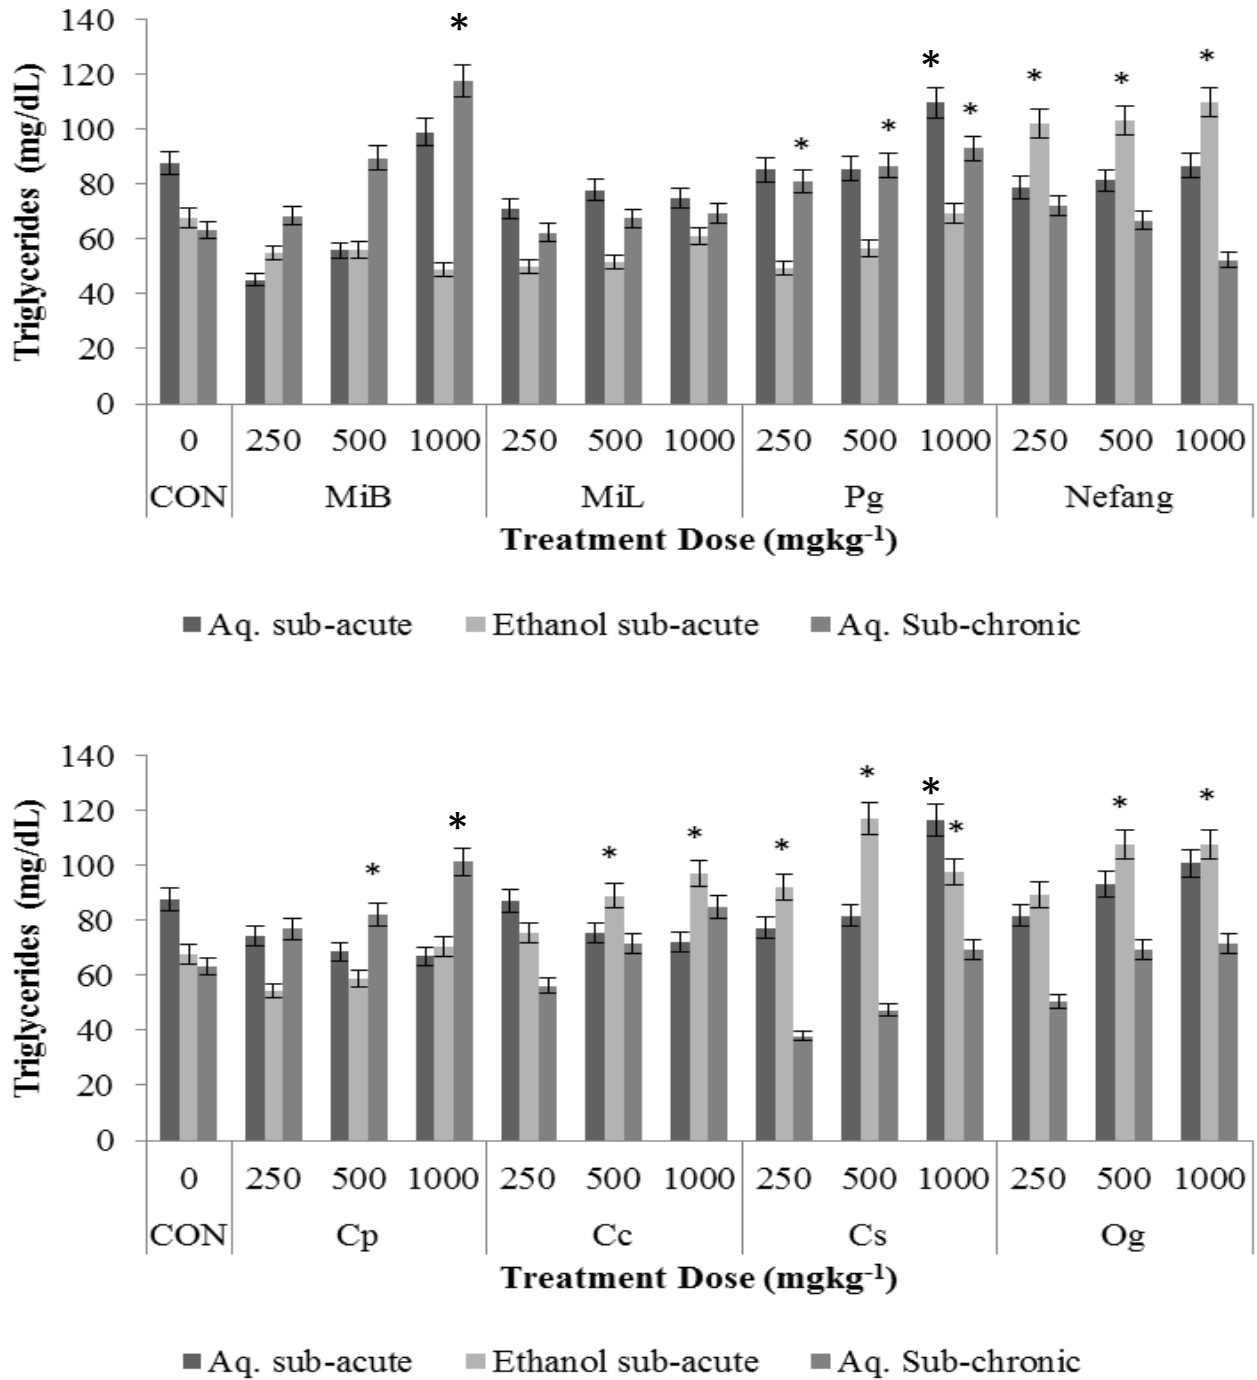 140
120
100
80
60
40
20
0
Triglycerides (mg/dL)
* * * * * * * *
0 250 500 1000 250 500 1000 250 500 1000 250 500 1000
CON MiB MiL Pg Nefang
Treatment Dose (mgkg⁻¹)
Aq. sub-acute Ethanol sub-acute Aq. Sub-chronic
140
120
100
80
60
40
20
0
Triglycerides (mg/dL)
* * * * * * * * * *
0 250 500 1000 250 500 1000 250 500 1000 250 500 1000
CON Cp Cc Cs Og
Treatment Dose (mgkg⁻¹)
Aq. sub-acute Ethanol sub-acute Aq. Sub-chronic